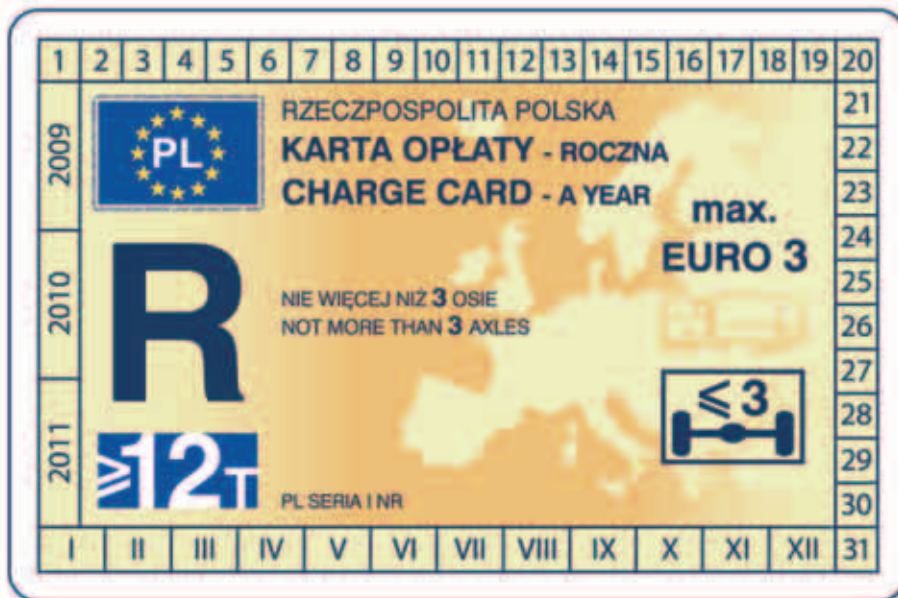 1 2 3 4 5 6 7 8 9 10 11 12 13 14 15 16 17 18 19 20
21
22
23
24
25
26
27
28
29
30
31
2009
2010
2011
PL
RZECZPOSPOLITA POLSKA
KARTA OPŁATY - ROCZNA
CHARGE CARD - A YEAR
max.
EURO 3
R
NIE WIĘCEJ NIŻ 3 OSIE
NOT MORE THAN 3 AXLES
≤ 3
≥12T
PL SERIA I NR
I II III IV V VI VII VIII IX X XI XII